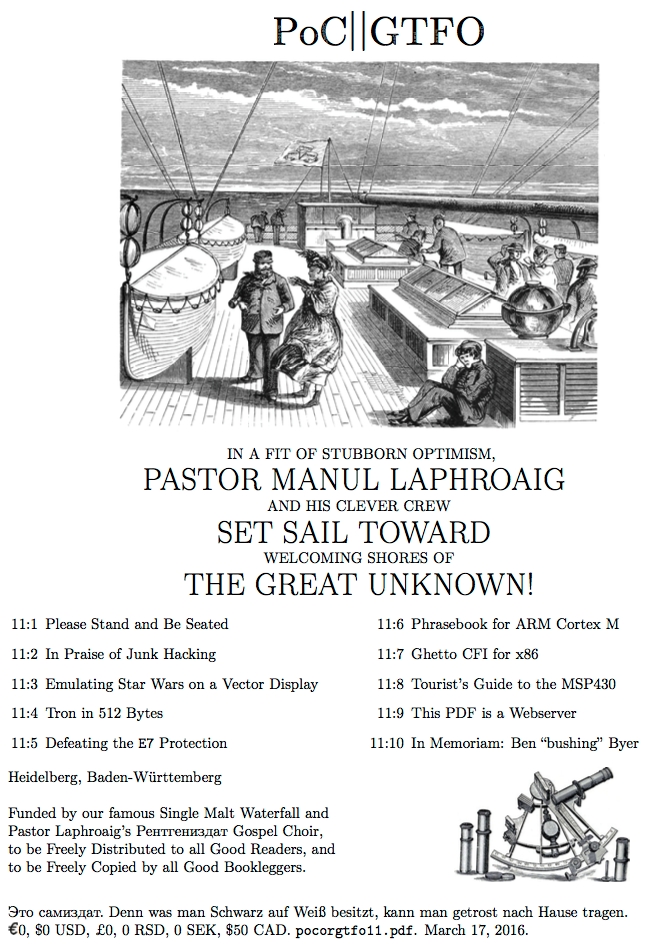 PoC||GTFO
IN A FIT OF STUBBORN OPTIMISM,
PASTOR MANUL LAPHROAIG
AND HIS CLEVER CREW
SET SAIL TOWARD
WELCOMING SHORES OF
THE GREAT UNKNOWN!
11:1 Please Stand and Be Seated
11:2 In Praise of Junk Hacking
11:3 Emulating Star Wars on a Vector Display
11:4 Tron in 512 Bytes
11:5 Defeating the E7 Protection
11:6 Phrasebook for ARM Cortex M
11:7 Ghetto CFI for x86
11:8 Tourist's Guide to the MSP430
11:9 This PDF is a Webserver
11:10 In Memoriam: Ben “bushing” Byer
Heidelberg, Baden-Württemberg
Funded by our famous Single Malt Waterfall and
Pastor Laphroaig's Рентгениздат Gospel Choir,
to be Freely Distributed to all Good Readers, and
to be Freely Copied by all Good Bookleggers.
Это самиздат. Denn was man Schwarz auf Weiß besitzt, kann man getrost nach Hause tragen.
€0, $0 USD, £0, 0 RSD, 0 SEK, $50 CAD. pocorgtfo11.pdf. March 17, 2016.